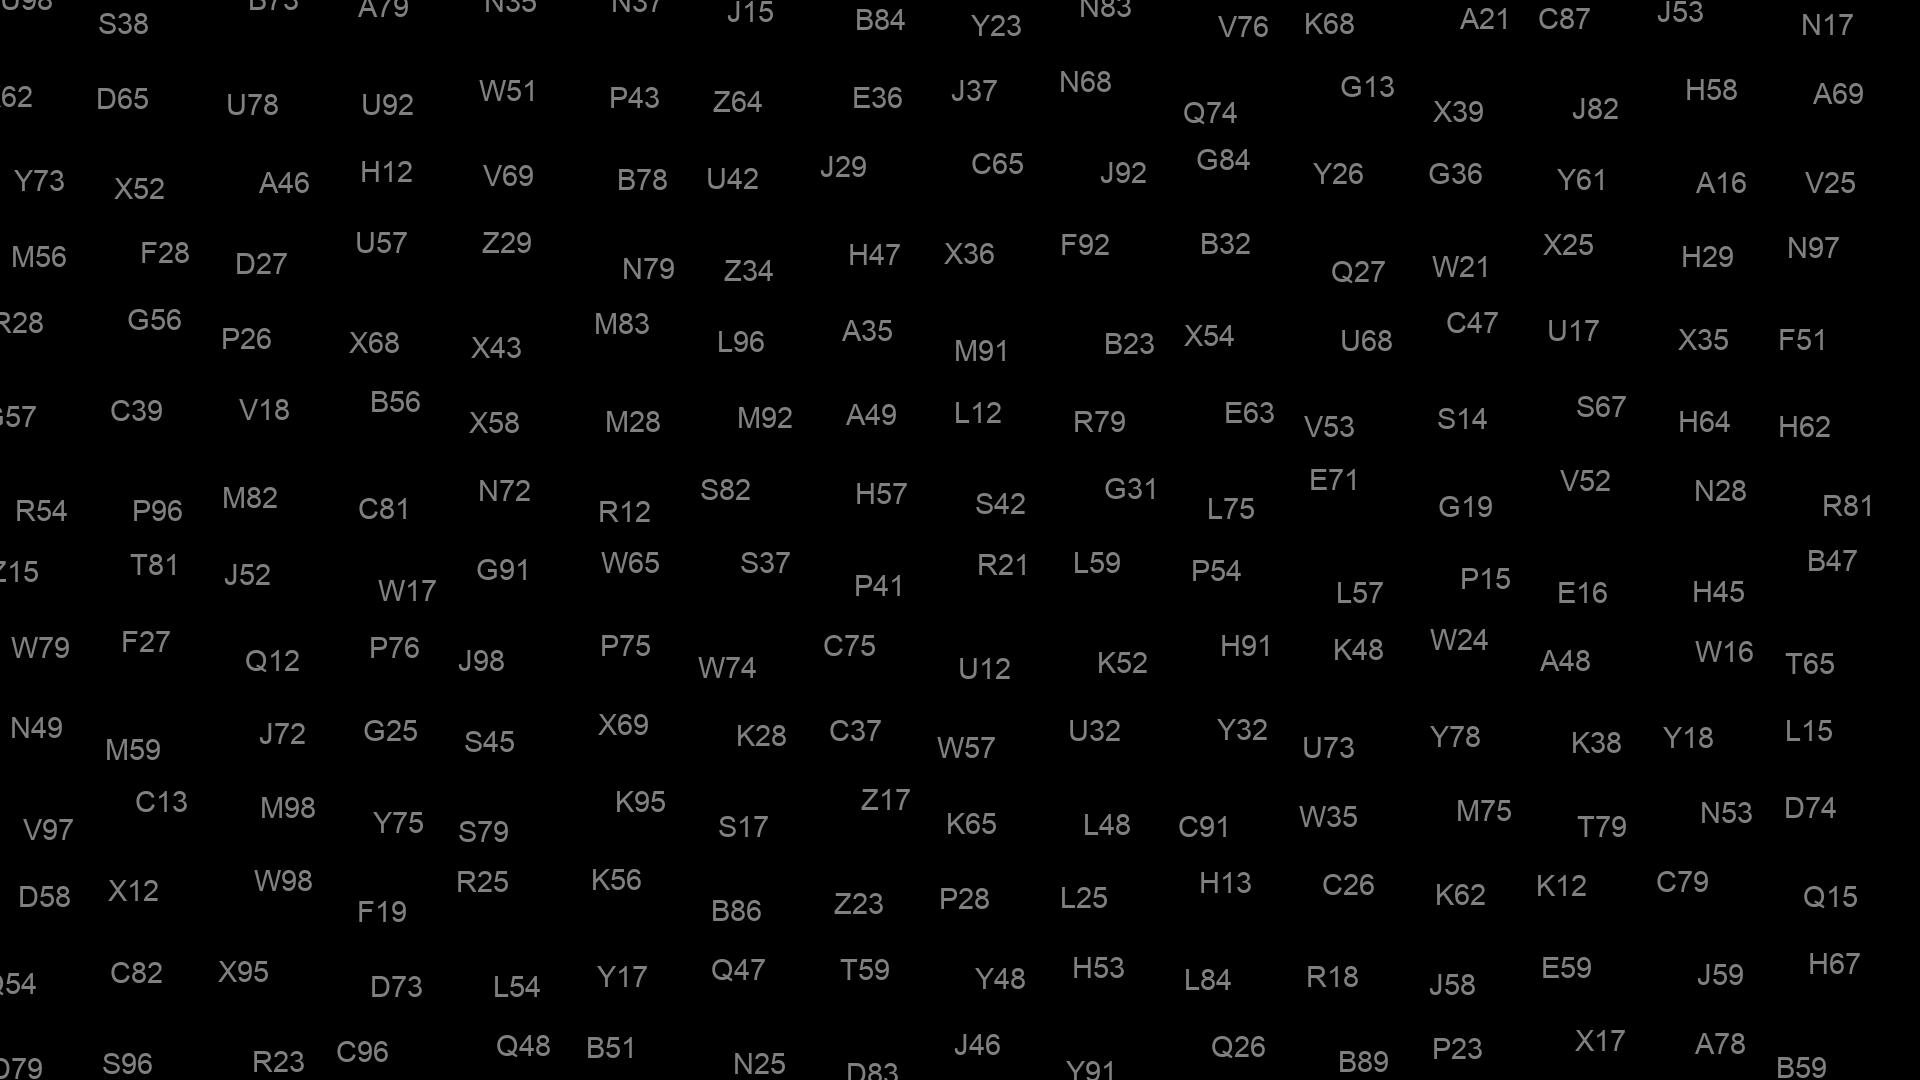 S38 A79 N35 N37 J15 B84 Y23 N83 V76 K68 A21 C87 J53 N17
D65 U78 U92 W51 P43 Z64 E36 J37 N68 Q74 G13 X39 J82 H58 A69
Y73 X52 A46 H12 V69 B78 U42 J29 C65 J92 G84 Y26 G36 Y61 A16 V25
M56 F28 D27 U57 Z29 N79 Z34 H47 X36 F92 B32 Q27 W21 X25 H29 N97
R28 G56 P26 X68 X43 M83 L96 A35 M91 B23 X54 U68 C47 U17 X35 F51
C39 V18 B56 X58 M28 M92 A49 L12 R79 E63 V53 S14 S67 H64 H62
R54 P96 M82 C81 N72 R12 S82 H57 S42 G31 L75 E71 G19 V52 N28 R81
Z15 T81 J52 W17 G91 W65 S37 P41 R21 L59 P54 L57 P15 E16 H45 B47
W79 F27 Q12 P76 J98 P75 W74 C75 U12 K52 H91 K48 W24 A48 W16 T65
N49 M59 J72 G25 S45 X69 K28 C37 W57 U32 Y32 U73 Y78 K38 Y18 L15
V97 C13 M98 Y75 S79 K95 S17 Z17 K65 L48 C91 W35 M75 T79 N53 D74
D58 X12 W98 F19 R25 K56 B86 Z23 P28 L25 H13 C26 K62 K12 C79 Q15
C82 X95 D73 L54 Y17 Q47 T59 Y48 H53 L84 R18 J58 E59 J59 H67
S96 R23 C96 Q48 B51 N25 D83 J46 Y91 Q26 B89 P23 X17 A78 B59